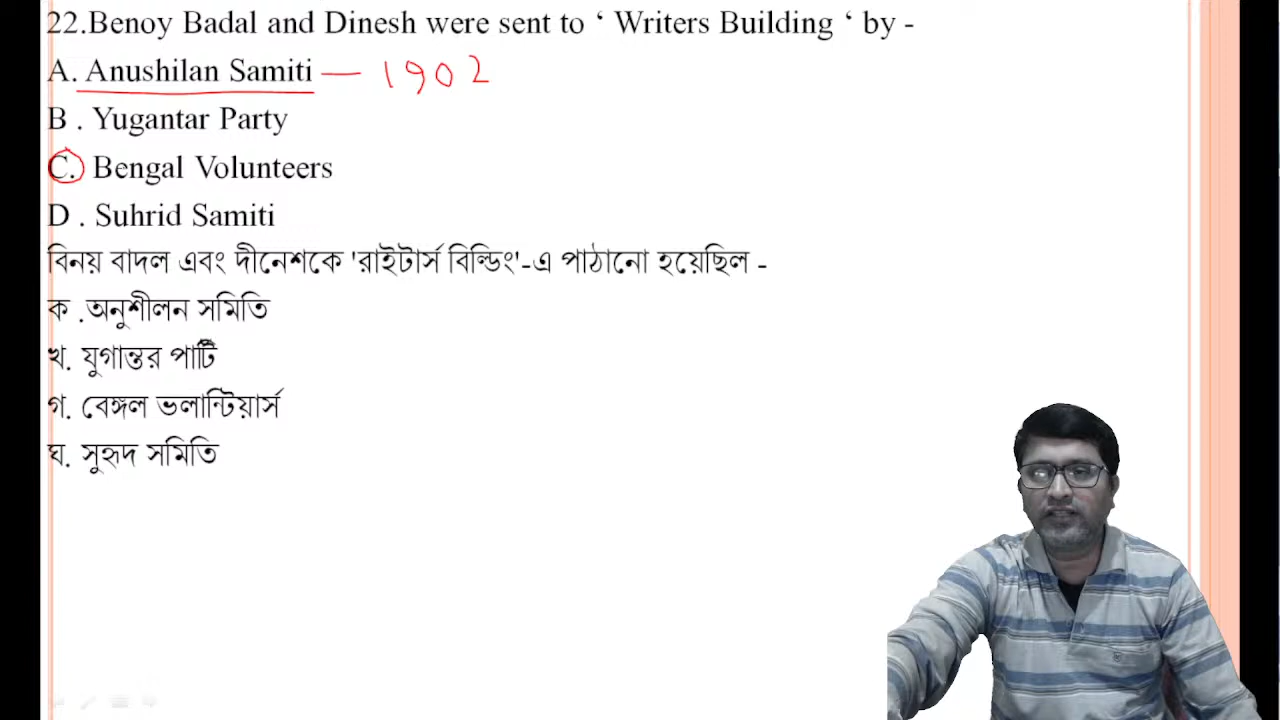 22.Benoy Badal and Dinesh were sent to ‘ Writers Building ‘ by -
A. Anushilan Samiti — 1902
B . Yugantar Party
C. Bengal Volunteers
D . Suhrid Samiti
বিনয় বাদল এবং দীনেশকে 'রাইটার্স বিল্ডিং'-এ পাঠানো হয়েছিল -
ক .অনুশীলন সমিতি
খ. যুগান্তর পার্টি
গ. বেঙ্গল ভলান্টিয়ার্স
ঘ. সুহৃদ সমিতি